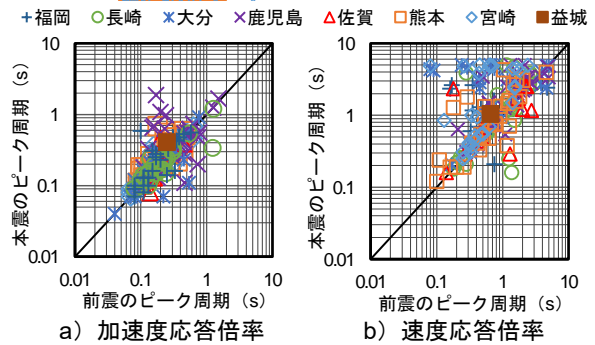 福岡 長崎 大分 鹿児島 佐賀 熊本 宮崎 益城
本震のピーク周期（s）
10
1
0.1
0.01
0.01 0.1 1 10
前震のピーク周期（s）
a）加速度応答倍率
本震のピーク周期（s）
10
1
0.1
0.01
0.01 0.1 1 10
前震のピーク周期（s）
b）速度応答倍率